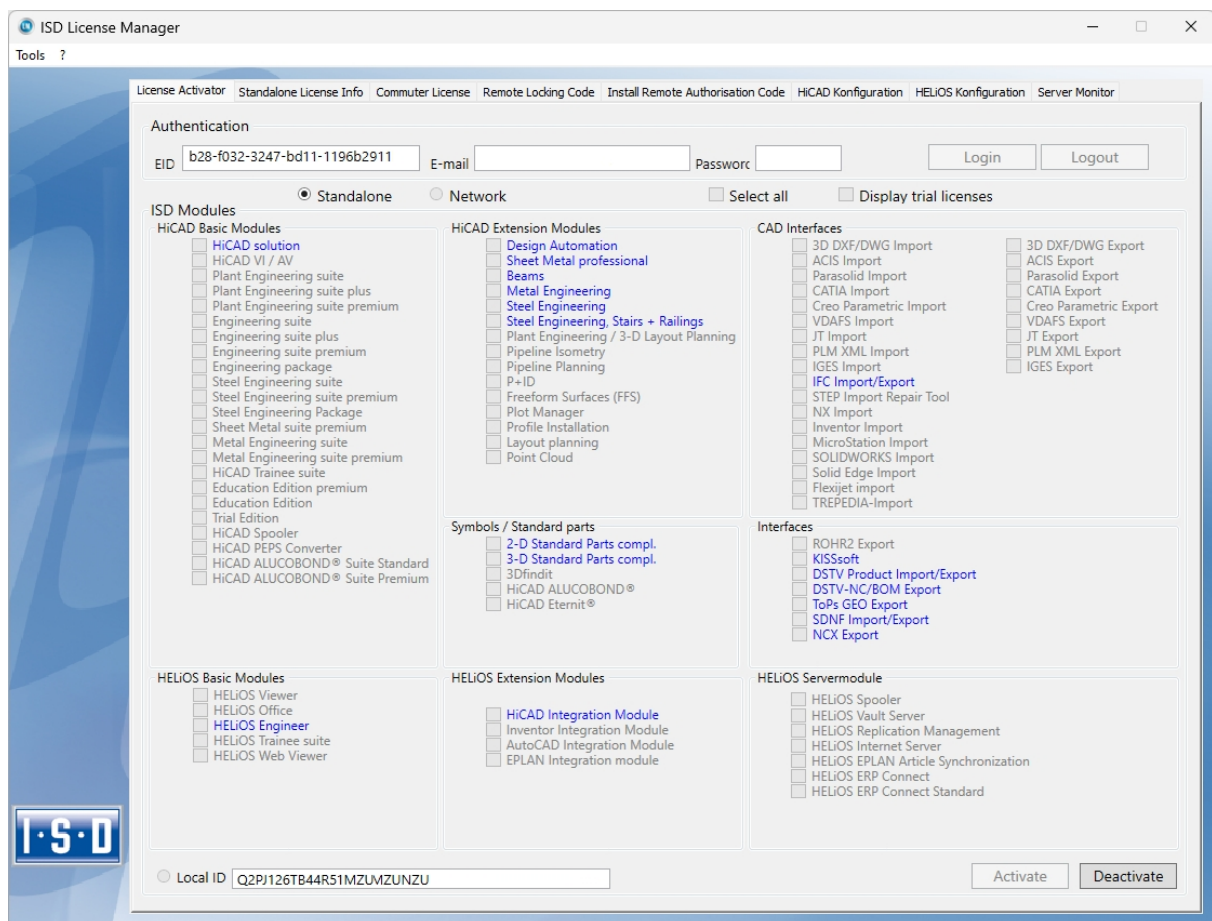 ISD License Manager
Tools ?
License Activator Standalone License Info Commuter License Remote Locking Code Install Remote Authorisation Code HiCAD Konfiguration HELiOS Konfiguration Server Monitor
Authentication
EID b28-f032-3247-bd11-1196b2911 E-mail Passworc Login Logout
Standalone Network Select all Display trial licenses
ISD Modules
HiCAD Basic Modules
HiCAD solution
HiCAD VI / AV
Plant Engineering suite
Plant Engineering suite plus
Plant Engineering suite premium
Engineering suite
Engineering suite plus
Engineering suite premium
Engineering package
Steel Engineering suite
Steel Engineering suite premium
Steel Engineering Package
Sheet Metal suite premium
Metal Engineering suite
Metal Engineering suite premium
HiCAD Trainee suite
Education Edition premium
Education Edition
Trial Edition
HiCAD Spooler
HiCAD PEPS Converter
HiCAD ALUCOBOND® Suite Standard
HiCAD ALUCOBOND® Suite Premium
HiCAD Extension Modules
Design Automation
Sheet Metal professional
Beams
Metal Engineering
Steel Engineering
Steel Engineering, Stairs + Railings
Plant Engineering / 3-D Layout Planning
Pipeline Isometry
Pipeline Planning
P+ID
Freeform Surfaces (FFS)
Plot Manager
Profile Installation
Layout planning
Point Cloud
CAD Interfaces
3D DXF/DWG Import
ACIS Import
Parasolid Import
CATIA Import
Creo Parametric Import
VDAFS Import
JT Import
PLM XML Import
IGES Import
IFC Import/Export
STEP Import Repair Tool
NX Import
Inventor Import
MicroStation Import
SOLIDWORKS Import
Solid Edge Import
Flexijet import
TREPEDIA-Import
3D DXF/DWG Export
ACIS Export
Parasolid Export
CATIA Export
Creo Parametric Export
VDAFS Export
JT Export
PLM XML Export
IGES Export
Symbols / Standard parts
2-D Standard Parts compl.
3-D Standard Parts compl.
3Dfindit
HiCAD ALUCOBOND®
HiCAD Eternit®
Interfaces
ROHR2 Export
KISSsoft
DSTV Product Import/Export
DSTV-NC/BOM Export
ToPs GEO Export
SDNF Import/Export
NCX Export
HELiOS Basic Modules
HELiOS Viewer
HELiOS Office
HELiOS Engineer
HELiOS Trainee suite
HELiOS Web Viewer
HELiOS Extension Modules
HiCAD Integration Module
Inventor Integration Module
AutoCAD Integration Module
EPLAN Integration module
HELiOS Servermodule
HELiOS Spooler
HELiOS Vault Server
HELiOS Replication Management
HELiOS Internet Server
HELiOS EPLAN Article Synchronization
HELiOS ERP Connect
HELiOS ERP Connect Standard
I·S·D
Local ID Q2PJ126TB44R51MZUMZUNZU Activate Deactivate